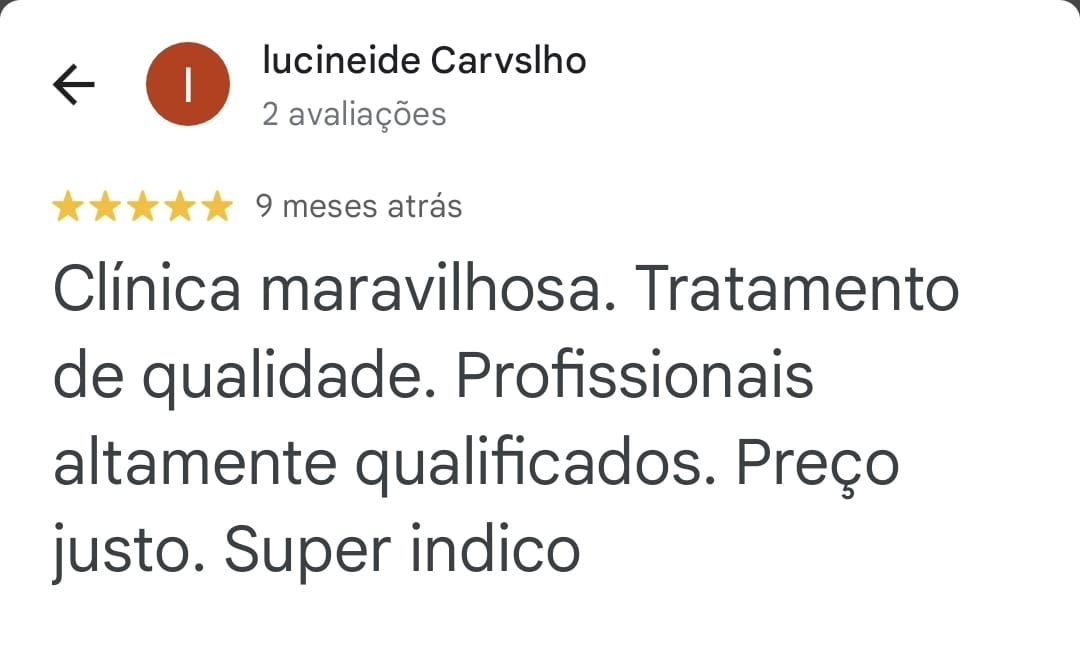 l
lucineide Carvslho
2 avaliações
9 meses atrás
Clínica maravilhosa. Tratamento
de qualidade. Profissionais
altamente qualificados. Preço
justo. Super indico